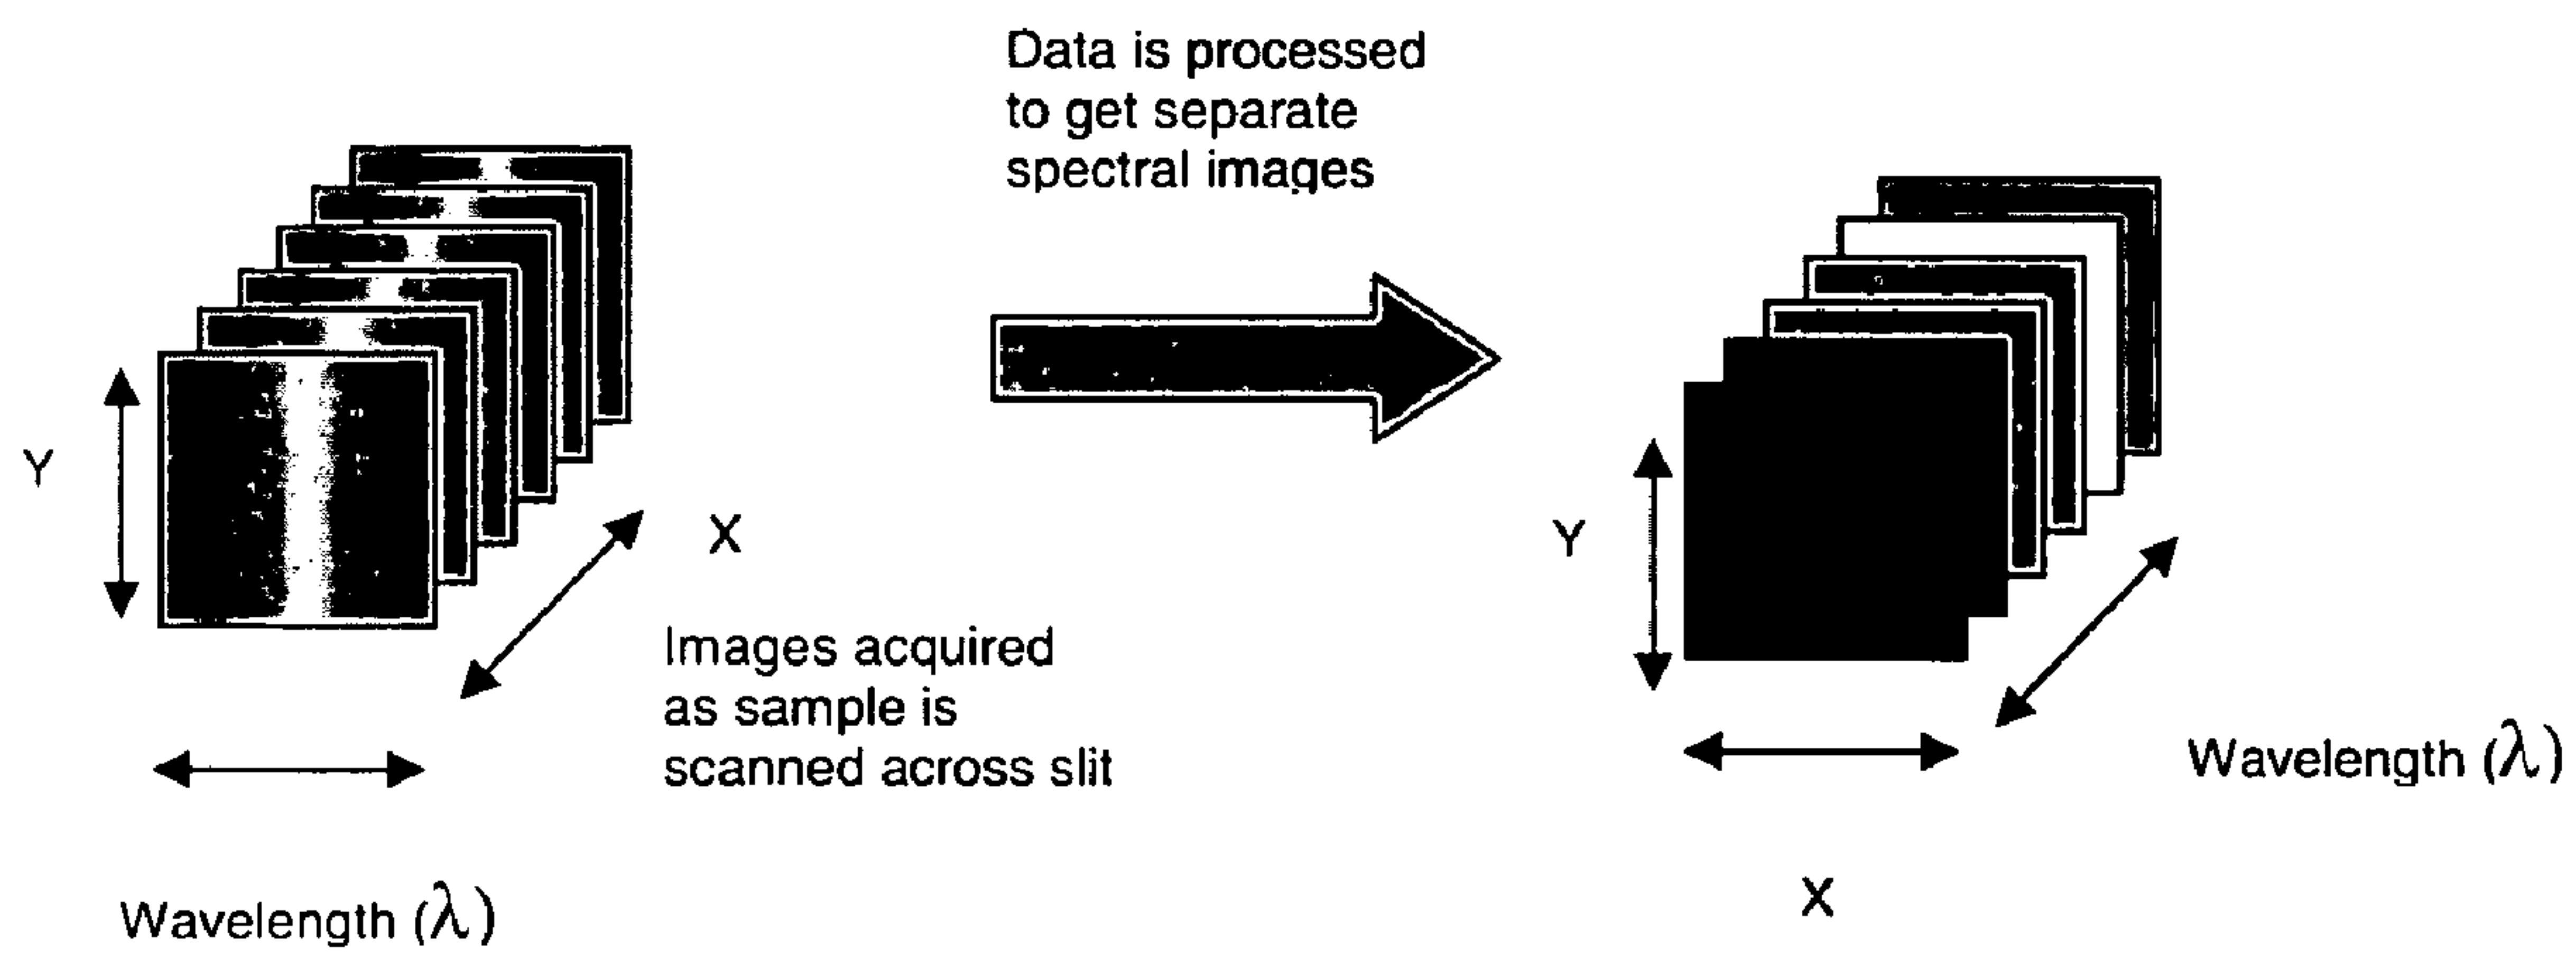 Data is processed
to get separate
spectral images
Y
X
Images acquired
as sample is
scanned across slit
Wavelength (λ)
Y
X
Wavelength (λ)